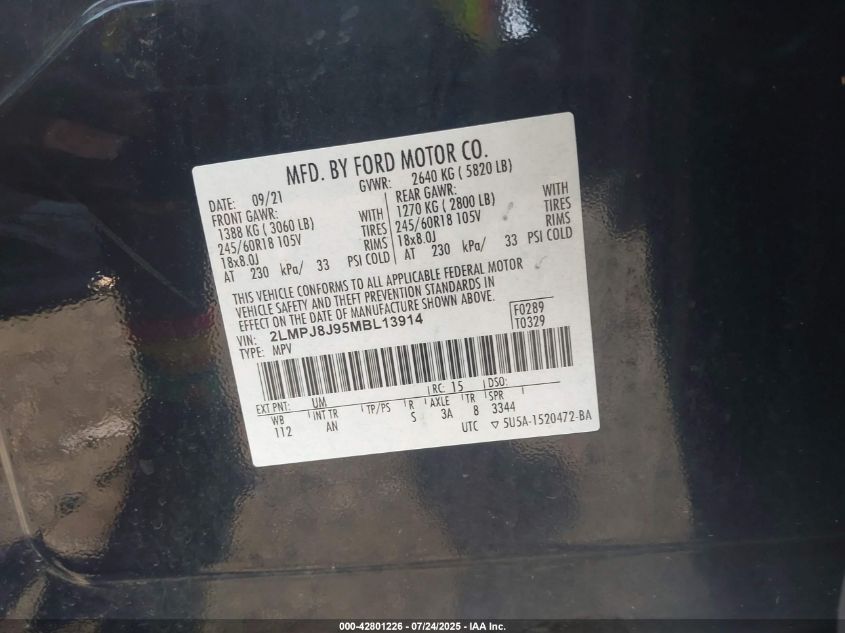 MFD. BY FORD MOTOR CO.
DATE: 09/21 GVWR: 2640 KG ( 5820 LB)
FRONT GAWR: REAR GAWR:
1388 KG ( 3060 LB) WITH 1270 KG ( 2800 LB) WITH
245/60R18 105V TIRES 245/60R18 105V TIRES
18x8.0J RIMS 18x8.0J RIMS
AT 230 kPa/ 33 PSI COLD AT 230 kPa/ 33 PSI COLD
THIS VEHICLE CONFORMS TO ALL APPLICABLE FEDERAL MOTOR
VEHICLE SAFETY AND THEFT PREVENTION STANDARDS IN
EFFECT ON THE DATE OF MANUFACTURE SHOWN ABOVE.
VIN: 2LMPJ8J95MBL13914 F0289
TYPE: MPV T0329
EXT PNT: UM RC: 15 DSO:
WB INT TR TP/PS R AXLE TR SPR
112 AN S 3A 8 3344
UTC ▽ 5U5A-1520472-BA
000-42801226 - 07/24/2025 - IAA Inc.